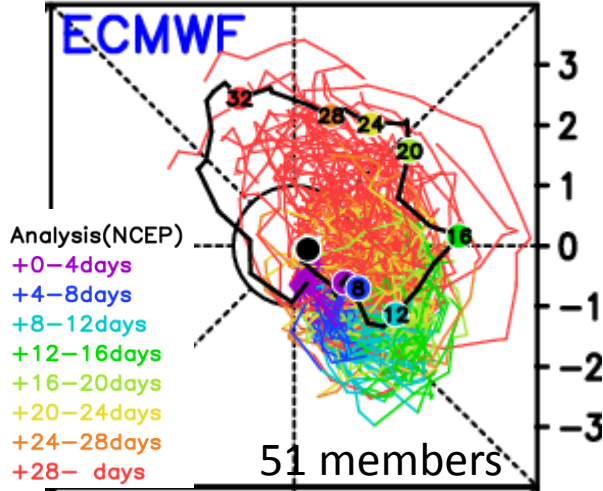 ECMWF
3
2
1
0
-1
-2
-3
32
28
24
20
16
8
12
Analysis(NCEP)
+0-4days
+4-8days
+8-12days
+12-16days
+16-20days
+20-24days
+24-28days
+28- days
51 members